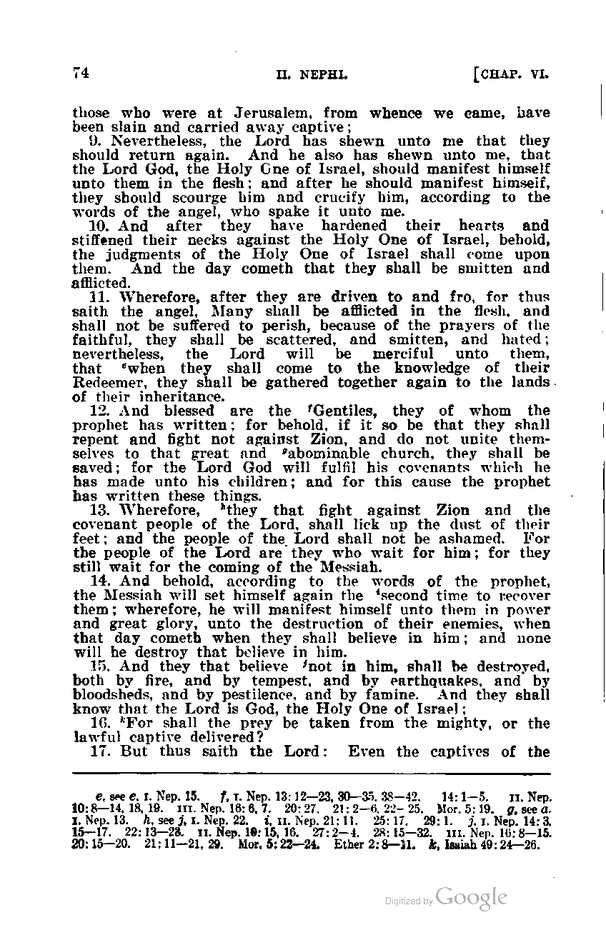 74 II. NEPHI. [CHAP. VI.
those who were at Jerusalem, from whence we came, have
been slain and carried away captive;
9. Nevertheless, the Lord has shewn unto me that they
should return again. And he also has shewn unto me, that
the Lord God, the Holy One of Israel, should manifest himself
unto them in the flesh; and after he should manifest himself,
they should scourge him and crucify him, according to the
words of the angel, who spake it unto me.
10. And after they have hardened their hearts and
stiffened their necks against the Holy One of Israel, behold,
the judgments of the Holy One of Israel shall come upon
them. And the day cometh that they shall be smitten and
afflicted.
11. Wherefore, after they are driven to and fro, for thus
saith the angel, Many shall be afflicted in the flesh, and
shall not be suffered to perish, because of the prayers of the
faithful, they shall be scattered, and smitten, and hated;
nevertheless, the Lord will be merciful unto them,
that ᵉwhen they shall come to the knowledge of their
Redeemer, they shall be gathered together again to the lands
of their inheritance.
12. And blessed are the ᶠGentiles, they of whom the
prophet has written; for behold, if it so be that they shall
repent and fight not against Zion, and do not unite them-
selves to that great and ᵍabominable church, they shall be
saved; for the Lord God will fulfil his covenants which he
has made unto his children; and for this cause the prophet
has written these things.
13. Wherefore, ʰthey that fight against Zion and the
covenant people of the Lord, shall lick up the dust of their
feet; and the people of the Lord shall not be ashamed. For
the people of the Lord are they who wait for him; for they
still wait for the coming of the Messiah.
14. And behold, according to the words of the prophet,
the Messiah will set himself again the ⁱsecond time to recover
them; wherefore, he will manifest himself unto them in power
and great glory, unto the destruction of their enemies, when
that day cometh when they shall believe in him; and none
will he destroy that believe in him.
15. And they that believe ʲnot in him, shall be destroyed,
both by fire, and by tempest, and by earthquakes, and by
bloodsheds, and by pestilence, and by famine. And they shall
know that the Lord is God, the Holy One of Israel;
16. ᵏFor shall the prey be taken from the mighty, or the
lawful captive delivered?
17. But thus saith the Lord: Even the captives of the
e, see e, I. Nep. 15. f, I. Nep. 13:12—23, 30—35, 38—42. 14:1—5. II. Nep.
10:8—14, 18, 19. III. Nep. 16:6, 7. 20:27. 21:2—6, 22—25. Mor. 5:19. g, see a.
I. Nep. 13. h, see j, I. Nep. 22. i, II. Nep. 21:11. 25:17. 29:1. j, I. Nep. 14:3,
15—17. 22:13—23. II. Nep. 10:15, 16. 27:2—4. 28:15—32. III. Nep. 16:8—15.
20:15—20. 21:11—21, 29. Mor. 5:22—24. Ether 2:8—11. k, Isaiah 49:24—26.
Digitized by Google